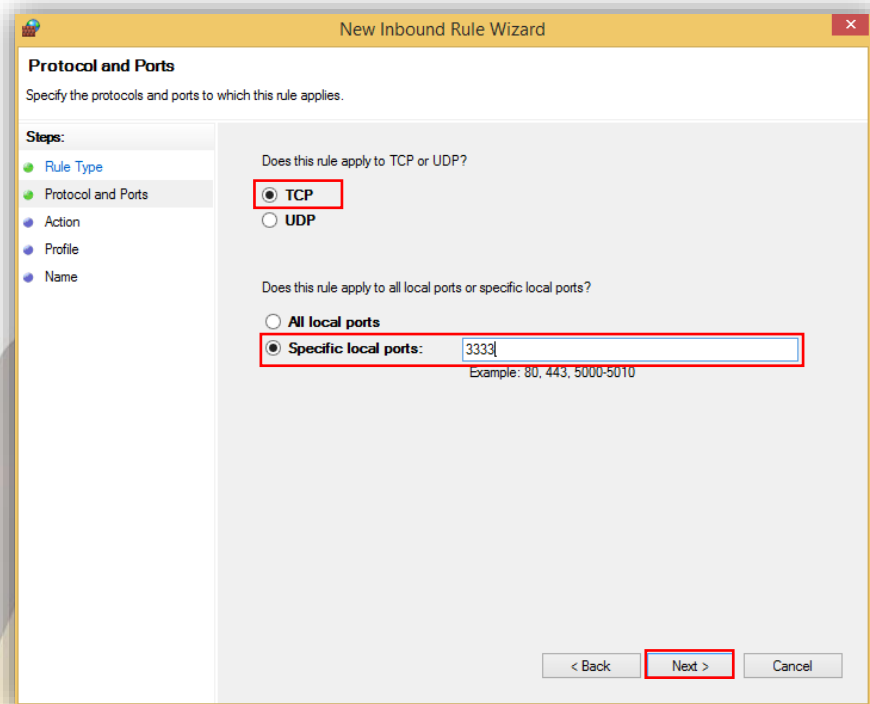 New Inbound Rule Wizard
Protocol and Ports
Specify the protocols and ports to which this rule applies.
Steps:
Rule Type
Protocol and Ports
Action
Profile
Name
Does this rule apply to TCP or UDP?
TCP
UDP
Does this rule apply to all local ports or specific local ports?
All local ports
Specific local ports: 3333
Example: 80, 443, 5000-5010
< Back Next > Cancel